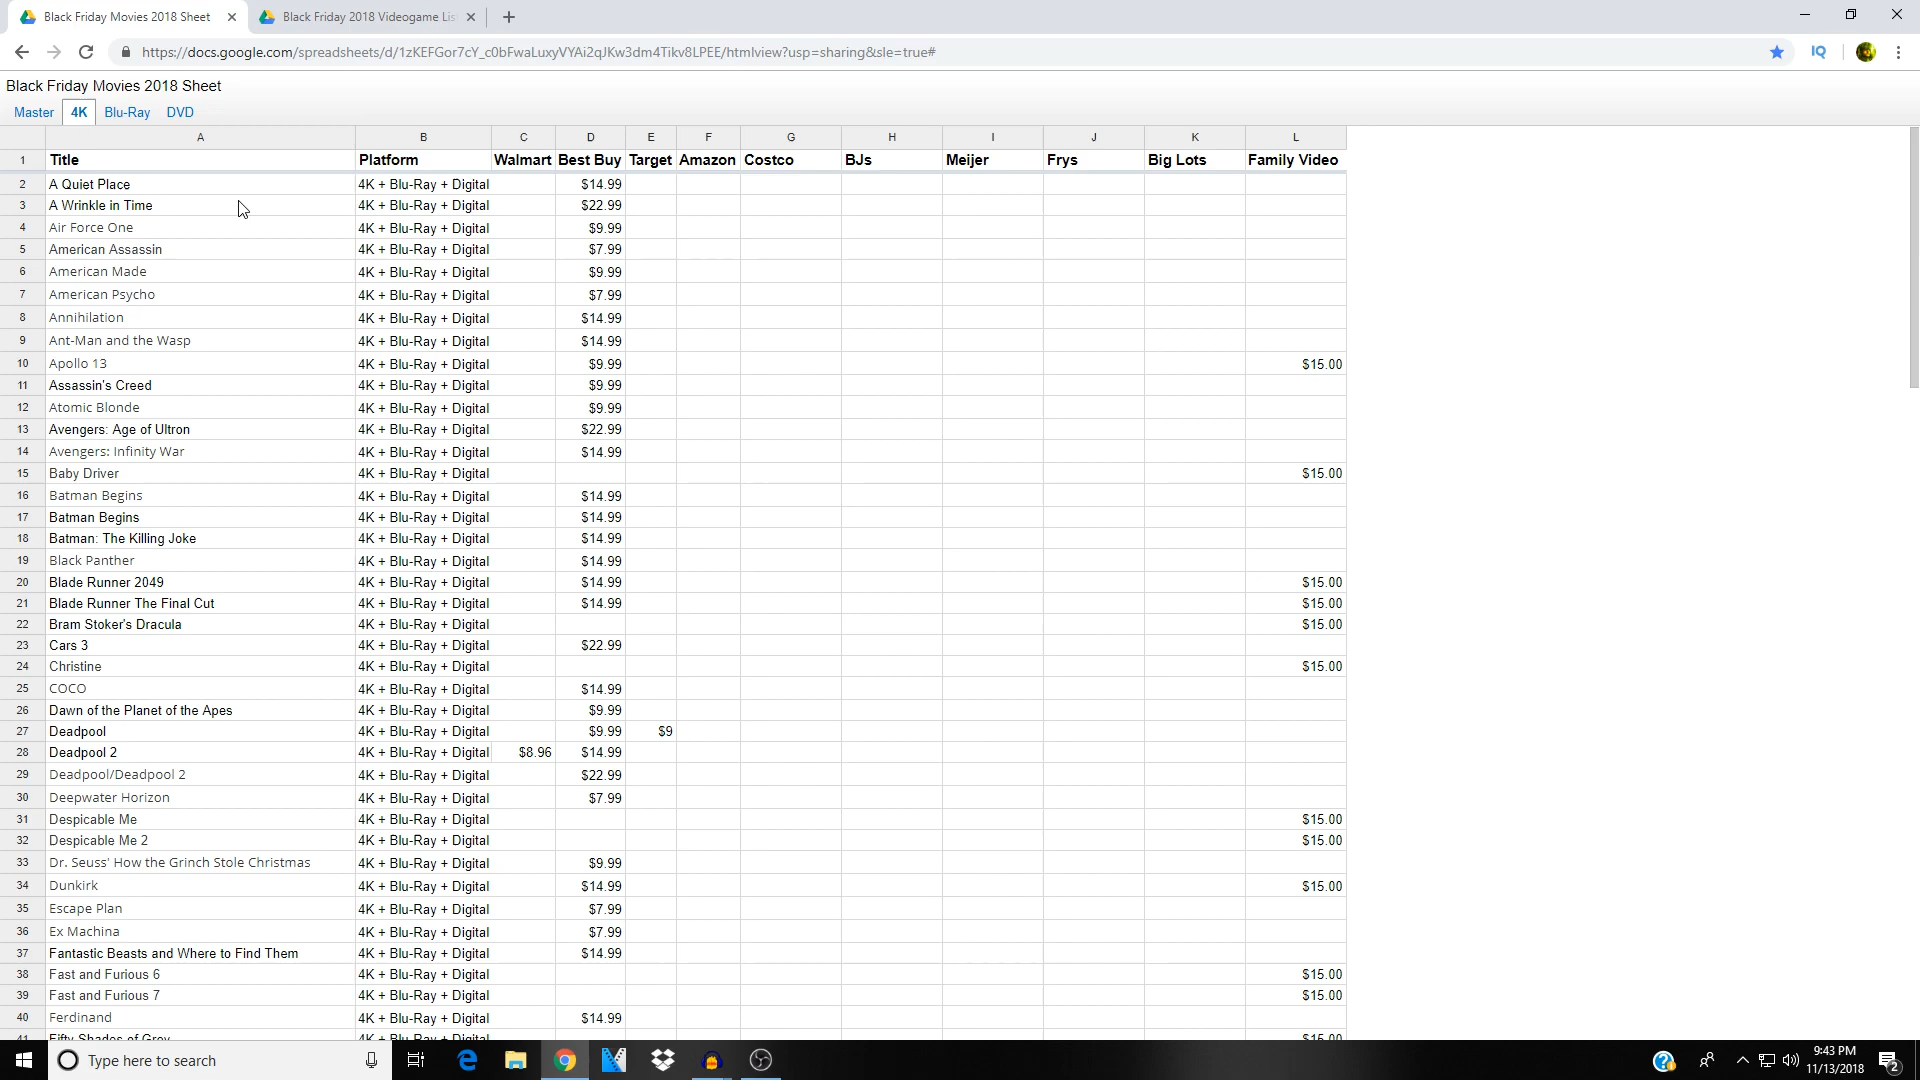 Black Friday Movies 2018 Sheet
Black Friday 2018 Videogame Lis
https://docs.google.com/spreadsheets/d/1zKEFGor7cY_c0bFwaLuxyVYAi2qJKw3dm4Tikv8LPEE/htmlview?usp=sharing&sle=true#
IQ
Black Friday Movies 2018 Sheet
Master 4K Blu-Ray DVD
A B C D E F G H I J K L
1 Title Platform Walmart Best Buy Target Amazon Costco BJs Meijer Frys Big Lots Family Video
2 A Quiet Place 4K + Blu-Ray + Digital $14.99
3 A Wrinkle in Time 4K + Blu-Ray + Digital $22.99
4 Air Force One 4K + Blu-Ray + Digital $9.99
5 American Assassin 4K + Blu-Ray + Digital $7.99
6 American Made 4K + Blu-Ray + Digital $9.99
7 American Psycho 4K + Blu-Ray + Digital $7.99
8 Annihilation 4K + Blu-Ray + Digital $14.99
9 Ant-Man and the Wasp 4K + Blu-Ray + Digital $14.99
10 Apollo 13 4K + Blu-Ray + Digital $9.99 $15.00
11 Assassin's Creed 4K + Blu-Ray + Digital $9.99
12 Atomic Blonde 4K + Blu-Ray + Digital $9.99
13 Avengers: Age of Ultron 4K + Blu-Ray + Digital $22.99
14 Avengers: Infinity War 4K + Blu-Ray + Digital $14.99
15 Baby Driver 4K + Blu-Ray + Digital $15.00
16 Batman Begins 4K + Blu-Ray + Digital $14.99
17 Batman Begins 4K + Blu-Ray + Digital $14.99
18 Batman: The Killing Joke 4K + Blu-Ray + Digital $14.99
19 Black Panther 4K + Blu-Ray + Digital $14.99
20 Blade Runner 2049 4K + Blu-Ray + Digital $14.99 $15.00
21 Blade Runner The Final Cut 4K + Blu-Ray + Digital $14.99 $15.00
22 Bram Stoker's Dracula 4K + Blu-Ray + Digital $15.00
23 Cars 3 4K + Blu-Ray + Digital $22.99
24 Christine 4K + Blu-Ray + Digital $15.00
25 COCO 4K + Blu-Ray + Digital $14.99
26 Dawn of the Planet of the Apes 4K + Blu-Ray + Digital $9.99
27 Deadpool 4K + Blu-Ray + Digital $9.99 $9
28 Deadpool 2 4K + Blu-Ray + Digital $8.96 $14.99
29 Deadpool/Deadpool 2 4K + Blu-Ray + Digital $22.99
30 Deepwater Horizon 4K + Blu-Ray + Digital $7.99
31 Despicable Me 4K + Blu-Ray + Digital $15.00
32 Despicable Me 2 4K + Blu-Ray + Digital $15.00
33 Dr. Seuss' How the Grinch Stole Christmas 4K + Blu-Ray + Digital $9.99
34 Dunkirk 4K + Blu-Ray + Digital $14.99 $15.00
35 Escape Plan 4K + Blu-Ray + Digital $7.99
36 Ex Machina 4K + Blu-Ray + Digital $7.99
37 Fantastic Beasts and Where to Find Them 4K + Blu-Ray + Digital $14.99
38 Fast and Furious 6 4K + Blu-Ray + Digital $15.00
39 Fast and Furious 7 4K + Blu-Ray + Digital $15.00
40 Ferdinand 4K + Blu-Ray + Digital $14.99
41 Fifty Shades of Grey 4K + Blu-Ray + Digital $15.00
Type here to search
9:43 PM
11/13/2018
2